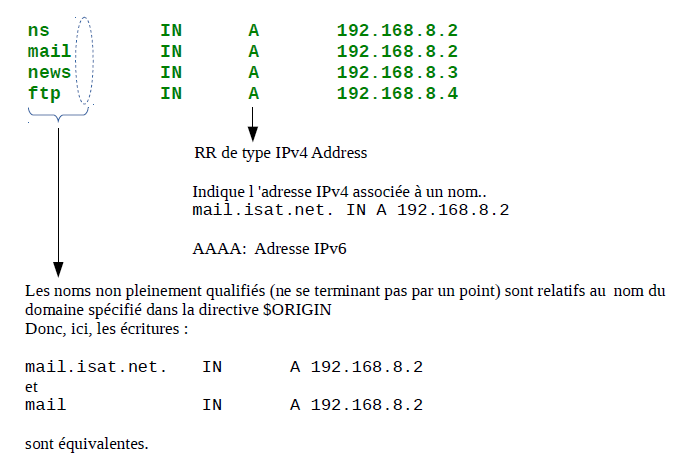 ns IN A 192.168.8.2
mail IN A 192.168.8.2
news IN A 192.168.8.3
ftp IN A 192.168.8.4
RR de type IPv4 Address
Indique l 'adresse IPv4 associée à un nom..
mail.isat.net. IN A 192.168.8.2
AAAA: Adresse IPv6
Les noms non pleinement qualifiés (ne se terminant pas par un point) sont relatifs au nom du
domaine spécifié dans la directive $ORIGIN
Donc, ici, les écritures :
mail.isat.net. IN A 192.168.8.2
et
mail IN A 192.168.8.2
sont équivalentes.